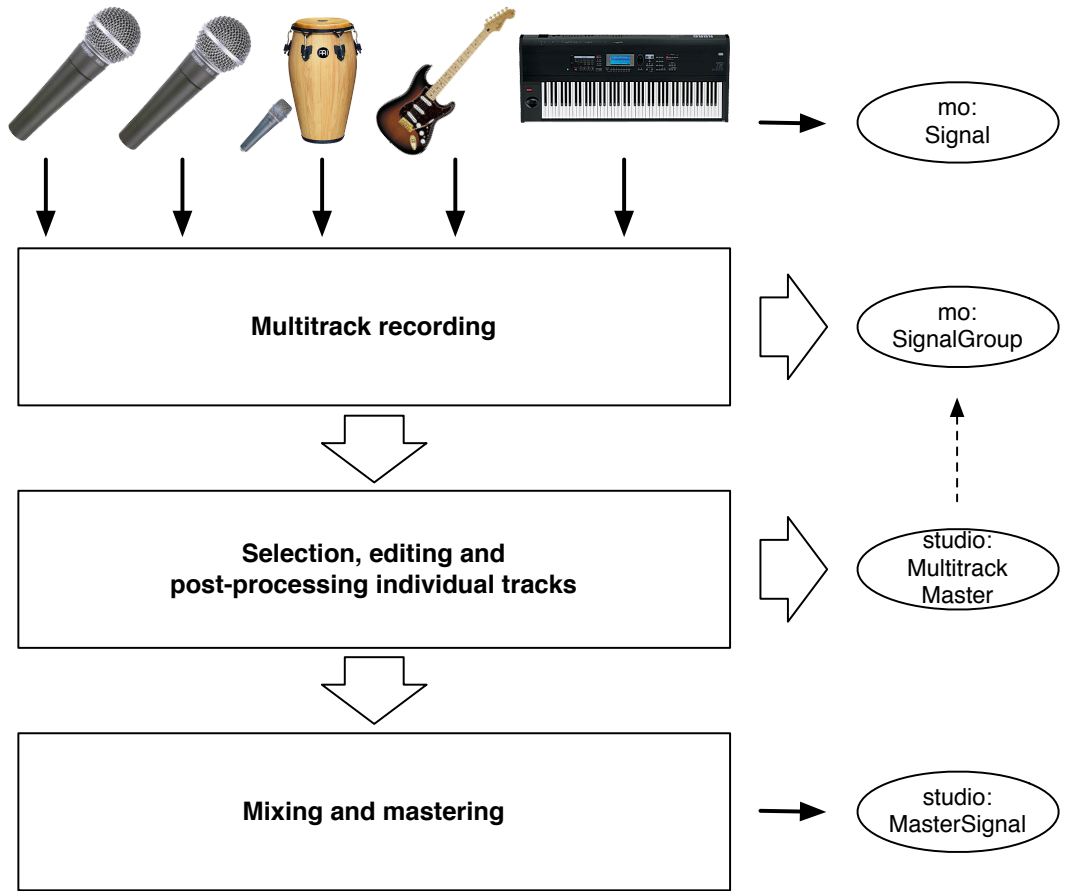 mo:
Signal
Multitrack recording
mo:
SignalGroup
Selection, editing and
post-processing individual tracks
studio:
Multitrack
Master
Mixing and mastering
studio:
MasterSignal